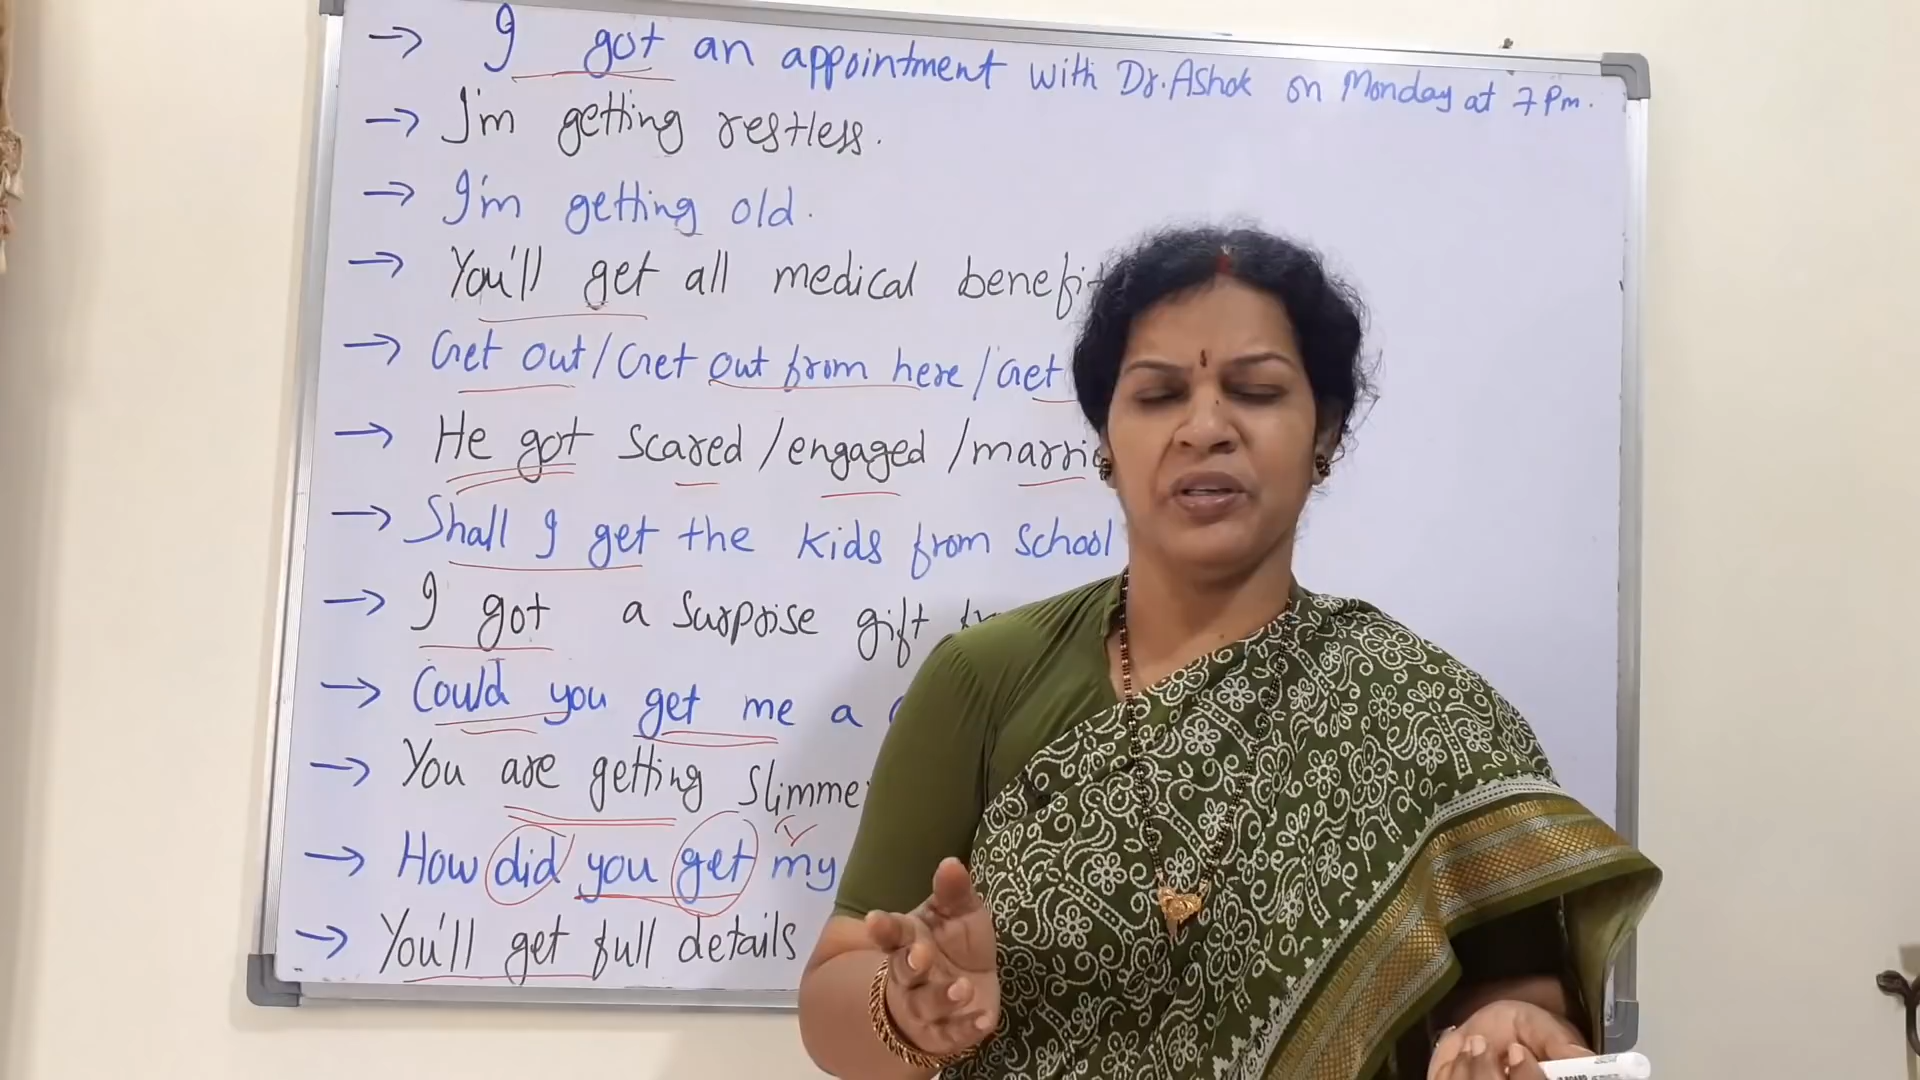 → I got an appointment with Dr. Ashok on Monday at 7 Pm.
→ I'm getting restless.
→ I'm getting old.
→ You'll get all medical benefit
→ Get out / Get out from here / Get
→ He got scared / engaged / marri
→ Shall I get the kids from school
→ I got a surprise gift
→ Could you get me a
→ You are getting slimme
→ How did you get my
→ You'll get full details